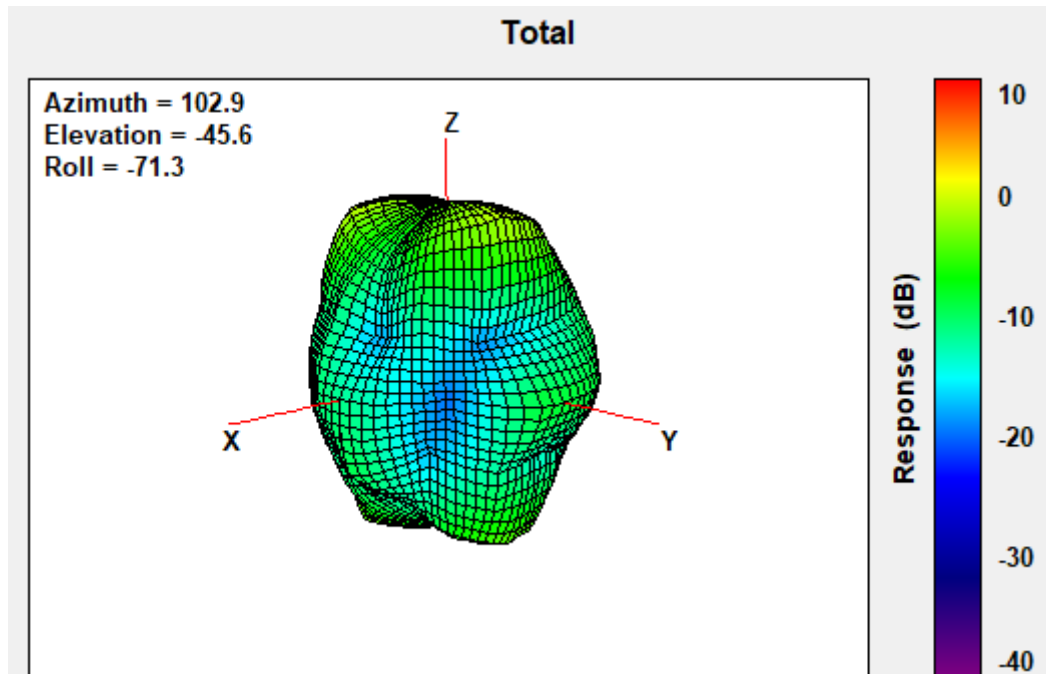 Total
Azimuth = 102.9
Elevation = -45.6
Roll = -71.3
Z
X
Y
10
0
-10
-20
-30
-40
Response (dB)